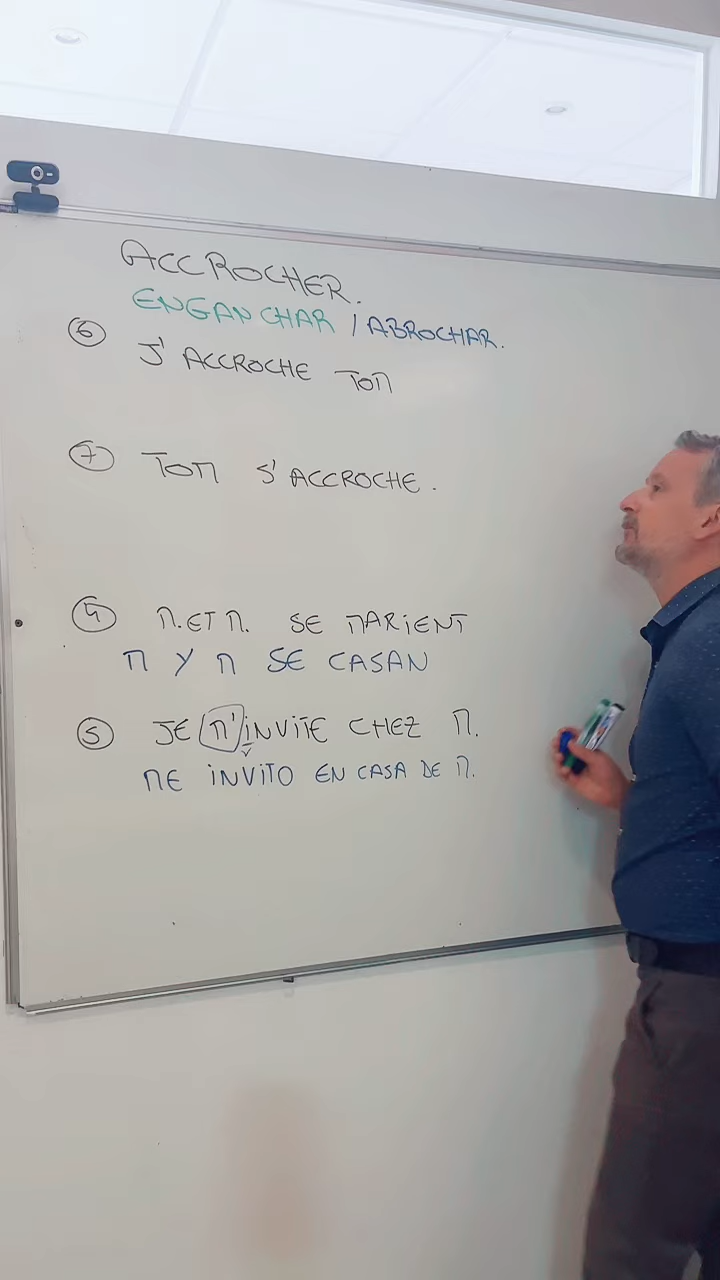 ACCROCHER.
ENGANCHAR / ABROCHAR.
6 J' ACCROCHE TOM
7 TOM S'ACCROCHE.
4 M. ET M. SE MARIENT
M Y M SE CASAN
5 JE M'INVITE CHEZ M.
ME INVITO EN CASA DE M.